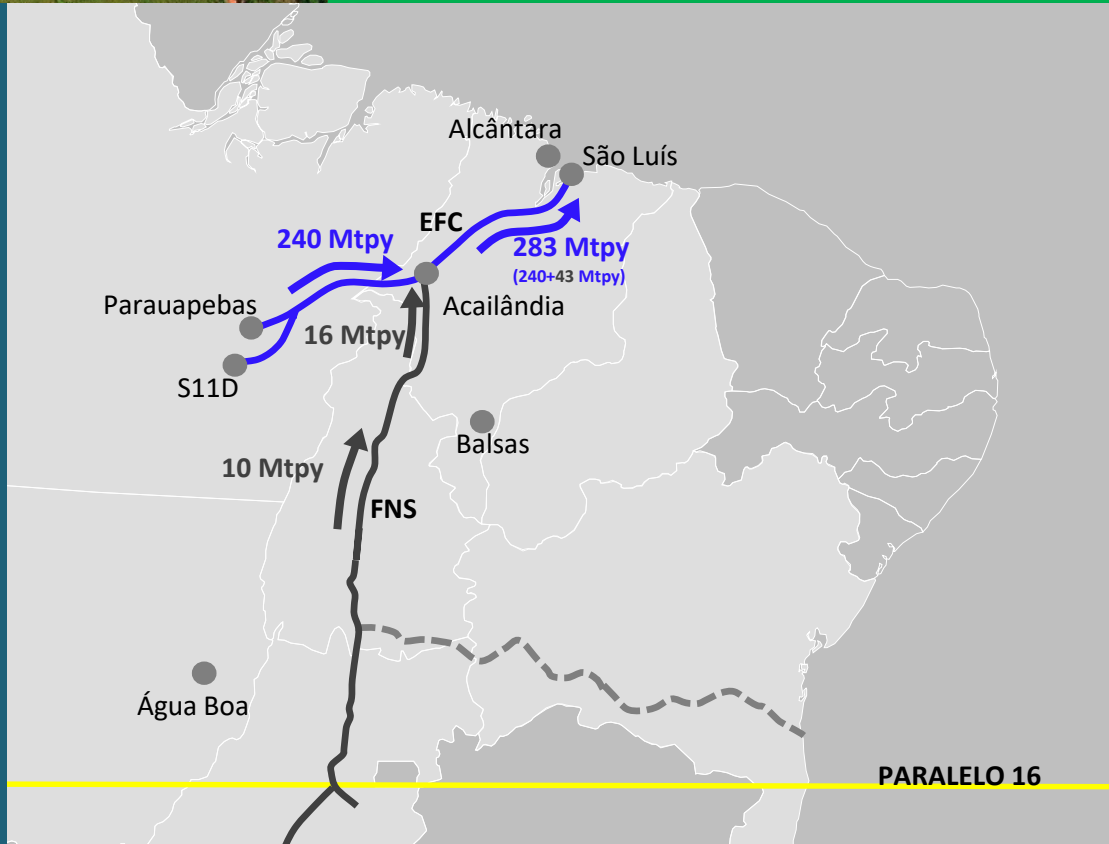 Alcântara
São Luís
EFC
240 Mtpy
283 Mtpy
(240+43 Mtpy)
Parauapebas
Acailândia
16 Mtpy
S11D
Balsas
10 Mtpy
FNS
Água Boa
PARALELO 16